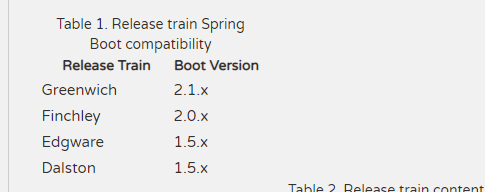 Table 1. Release train Spring
Boot compatibility
Release Train Boot Version
Greenwich 2.1.x
Finchley 2.0.x
Edgware 1.5.x
Dalston 1.5.x
Table 2. Release train content